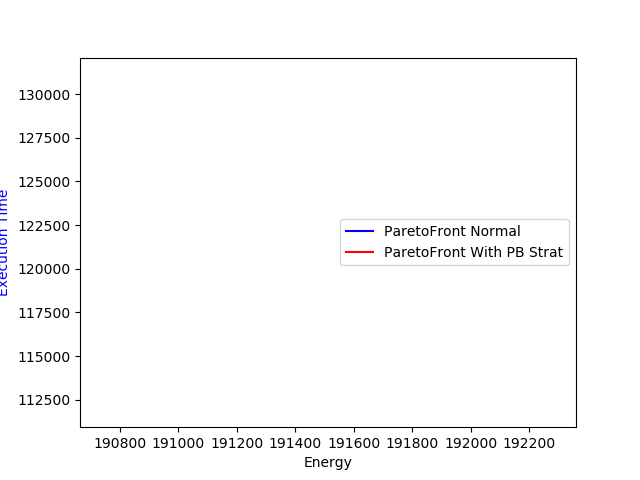 130000
127500
125000
122500
120000
117500
115000
112500
Execution Time
ParetoFront Normal
ParetoFront With PB Strat
190800 191000 191200 191400 191600 191800 192000 192200
Energy